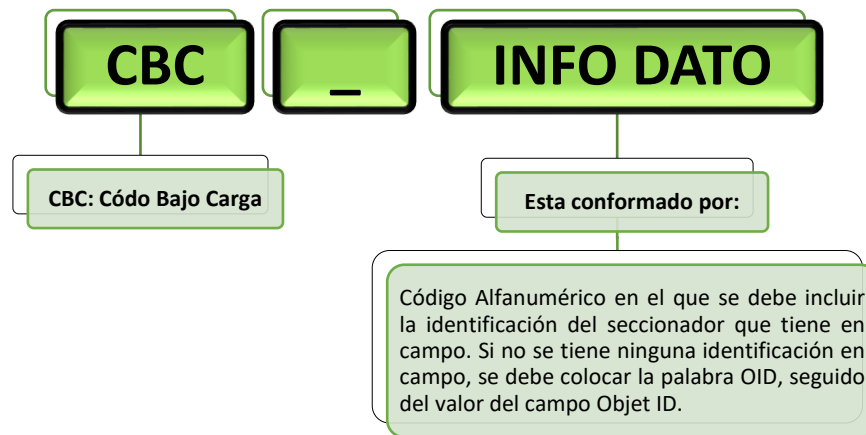 CBC _ INFO DATO
CBC: Códo Bajo Carga
Esta conformado por:
Código Alfanumérico en el que se debe incluir
la identificación del seccionador que tiene en
campo. Si no se tiene ninguna identificación en
campo, se debe colocar la palabra OID, seguido
del valor del campo Objet ID.